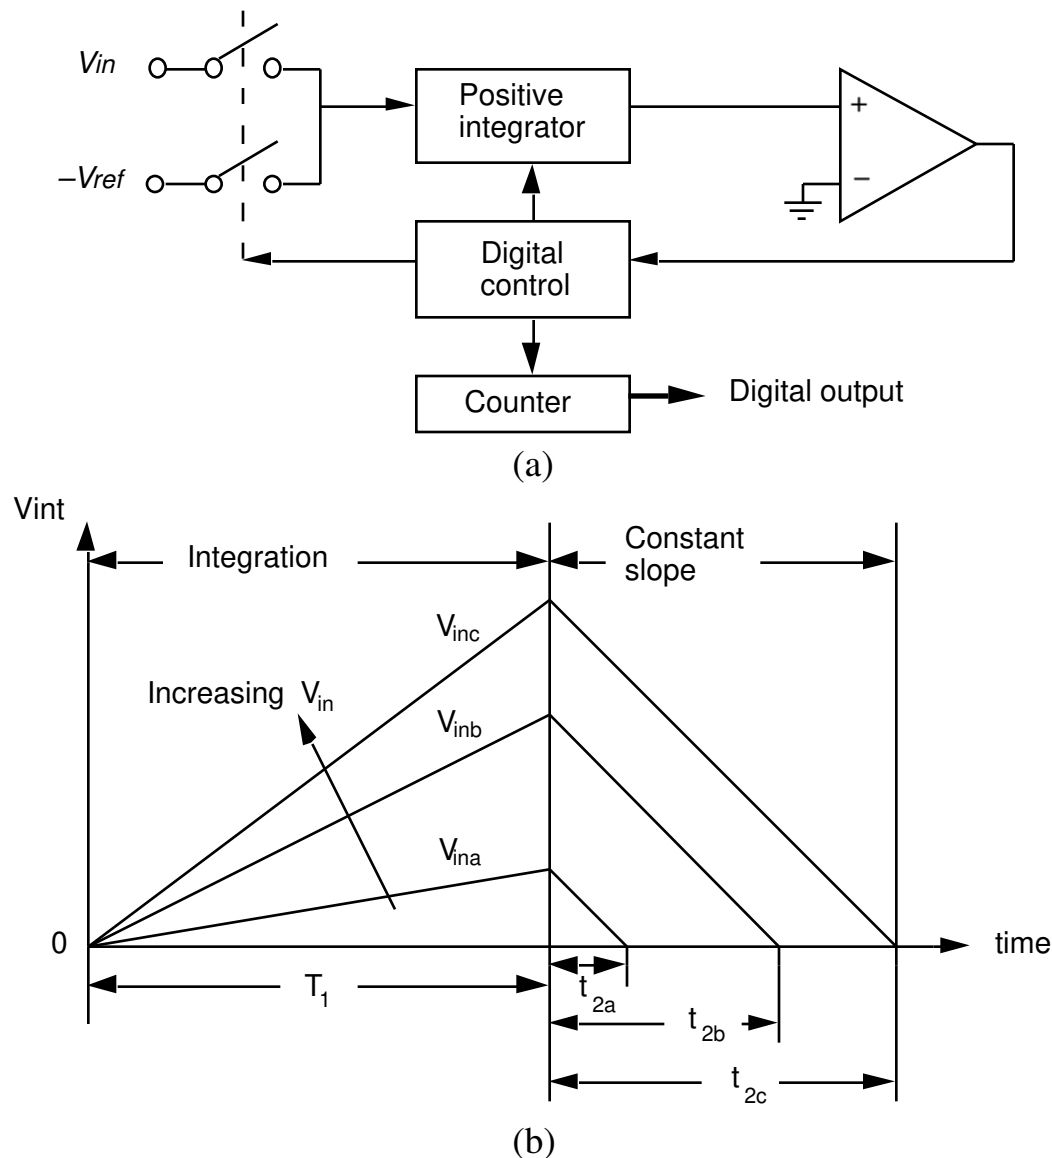 Vin
Positive
integrator
+
–Vref
−
Digital
control
Counter
Digital output
(a)
Vint
Integration
Constant
slope
Vinc
Increasing Vin
Vinb
Vina
0
time
T1
t2a
t2b
t2c
(b)